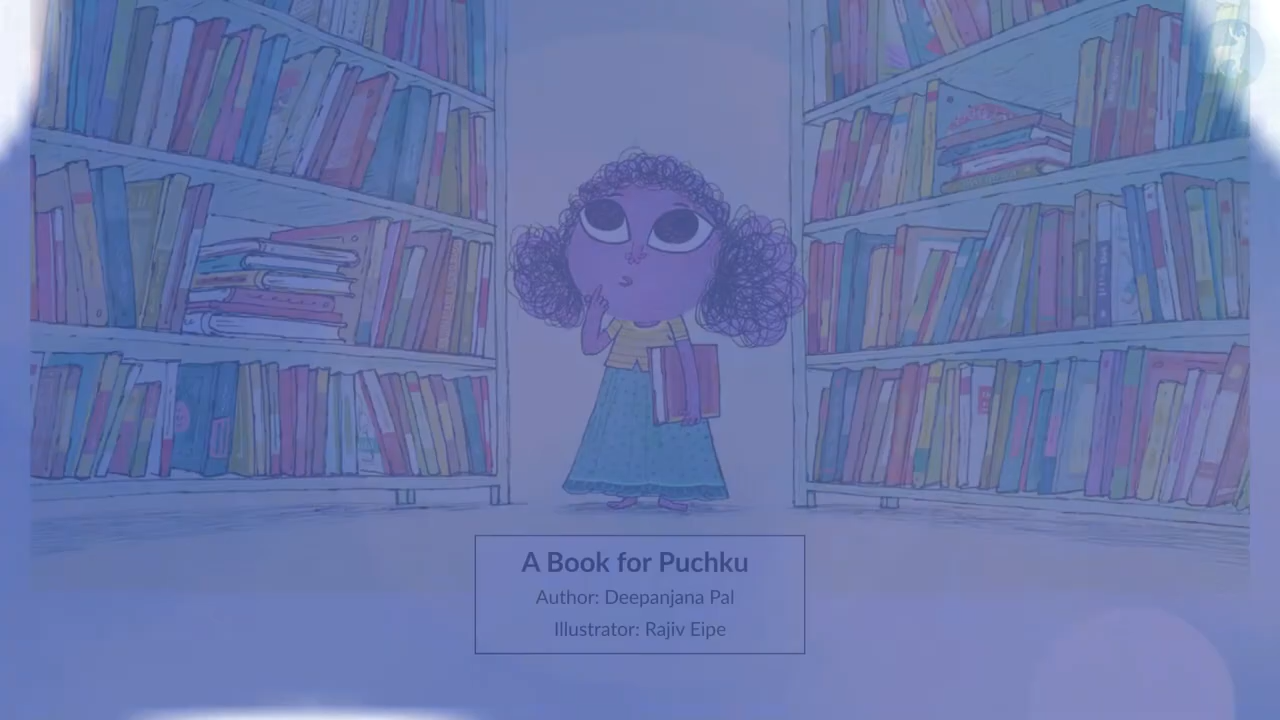 A Book for Puchku
Author: Deepanjana Pal
Illustrator: Rajiv Eipe